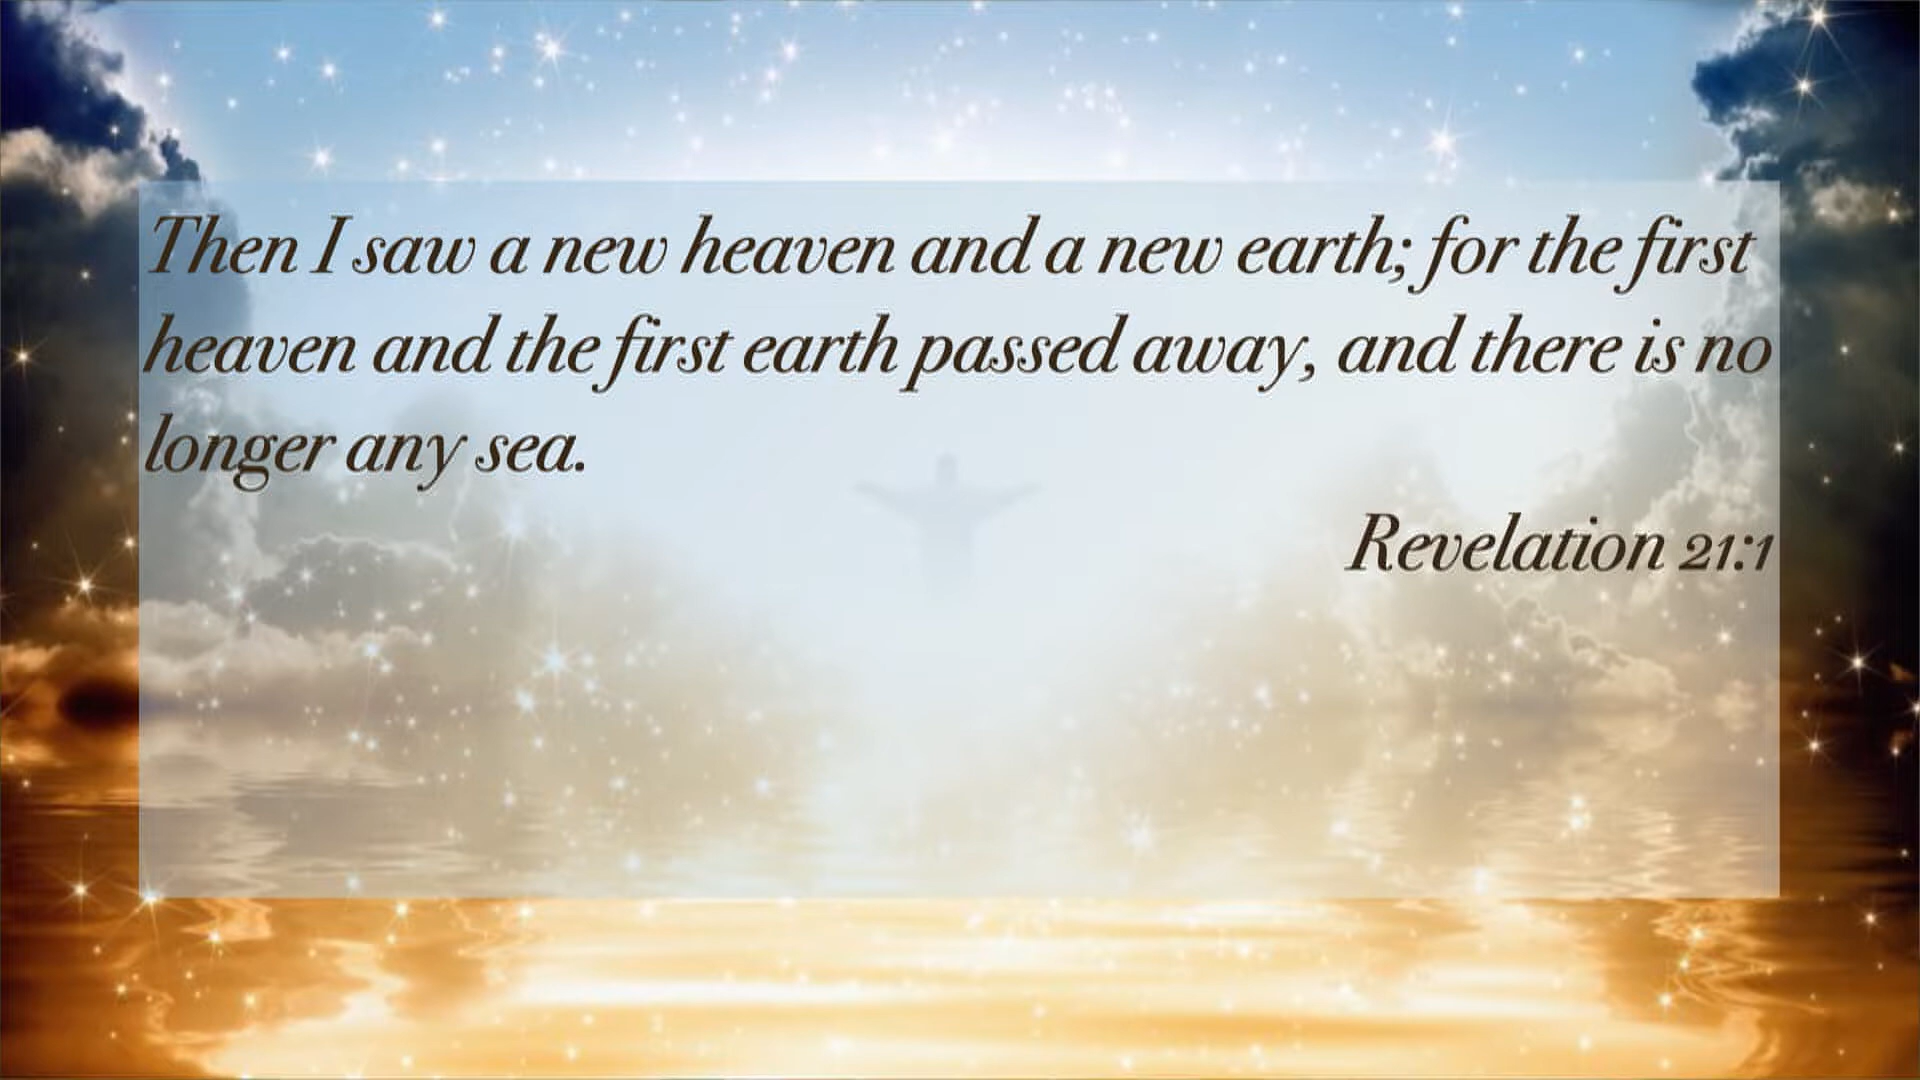 Then I saw a new heaven and a new earth; for the first
heaven and the first earth passed away, and there is no
longer any sea.
Revelation 21:1